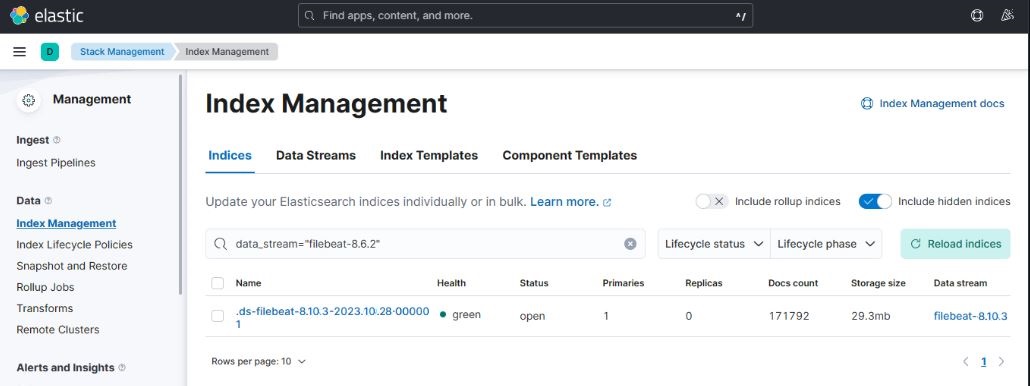 elastic
Find apps, content, and more.
^/
D
Stack Management
Index Management
Management
Index Management
Index Management docs
Ingest
Ingest Pipelines
Indices
Data Streams
Index Templates
Component Templates
Data
Index Management
Index Lifecycle Policies
Snapshot and Restore
Rollup Jobs
Transforms
Remote Clusters
Alerts and Insights
Update your Elasticsearch indices individually or in bulk. Learn more.
Include rollup indices
Include hidden indices
data_stream="filebeat-8.6.2"
Lifecycle status
Lifecycle phase
Reload indices
Name Health Status Primaries Replicas Docs count Storage size Data stream
.ds-filebeat-8.10.3-2023.10.28-00000
1
green open 1 0 171792 29.3mb filebeat-8.10.3
Rows per page: 10
1